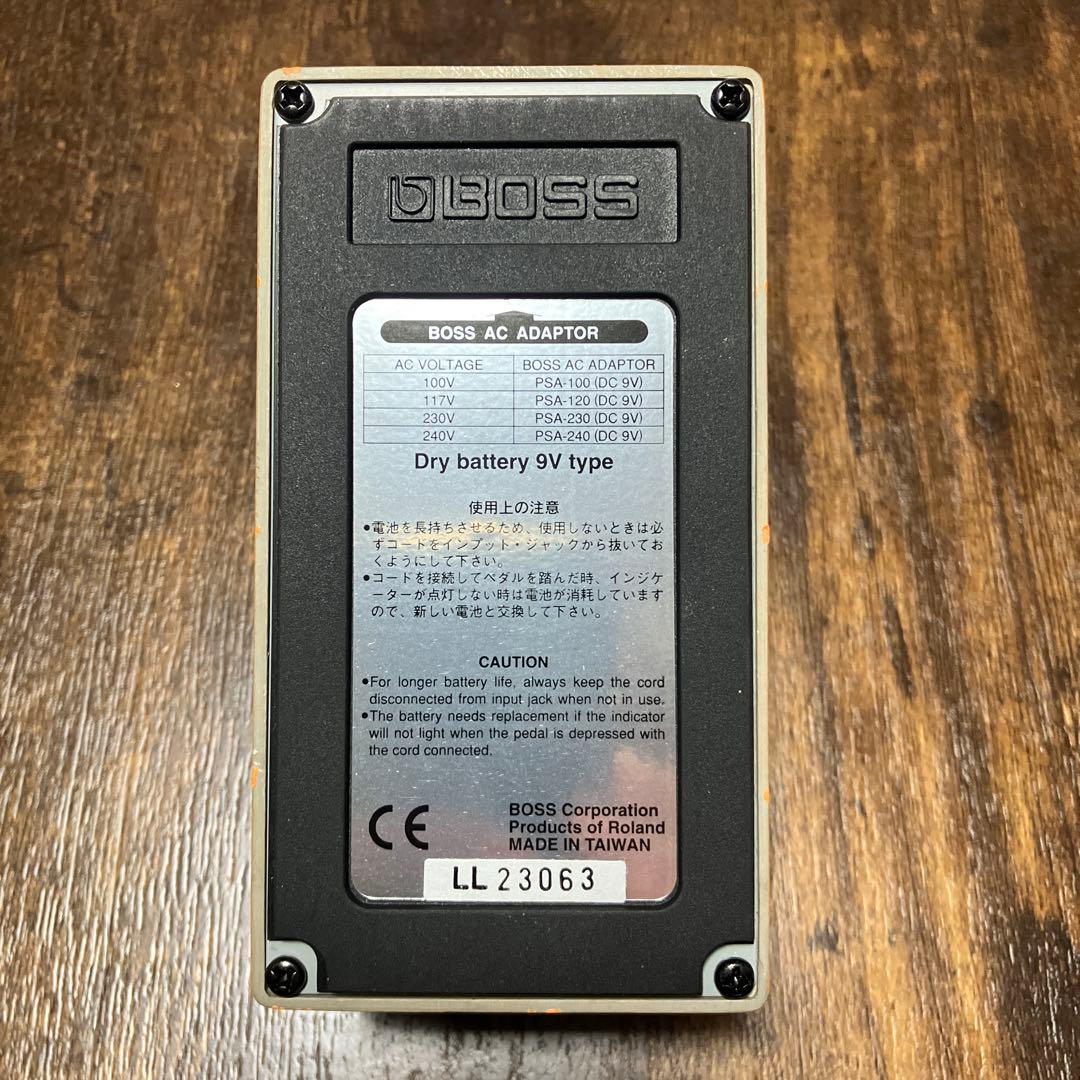 BOSS
BOSS AC ADAPTOR
AC VOLTAGE BOSS AC ADAPTOR
100V PSA-100 (DC 9V)
117V PSA-120 (DC 9V)
230V PSA-230 (DC 9V)
240V PSA-240 (DC 9V)
Dry battery 9V type
使用上の注意
●電池を長持ちさせるため、使用しないときは必
ずコードをインプット・ジャックから抜いてお
くようにして下さい。
●コードを接続してペダルを踏んだ時、インジケ
ーターが点灯しない時は電池が消耗しています
ので、新しい電池と交換して下さい。
CAUTION
●For longer battery life, always keep the cord
disconnected from input jack when not in use.
●The battery needs replacement if the indicator
will not light when the pedal is depressed with
the cord connected.
CE
BOSS Corporation
Products of Roland
MADE IN TAIWAN
LL 23063